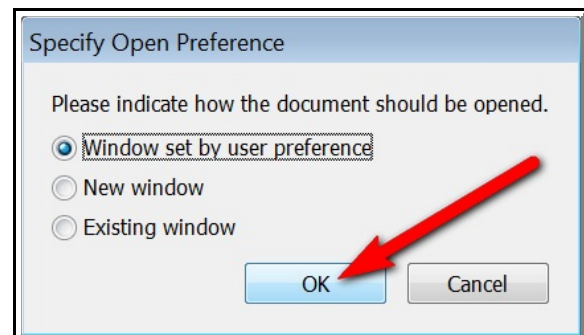 Specify Open Preference
Please indicate how the document should be opened.
Window set by user preference
New window
Existing window
OK Cancel